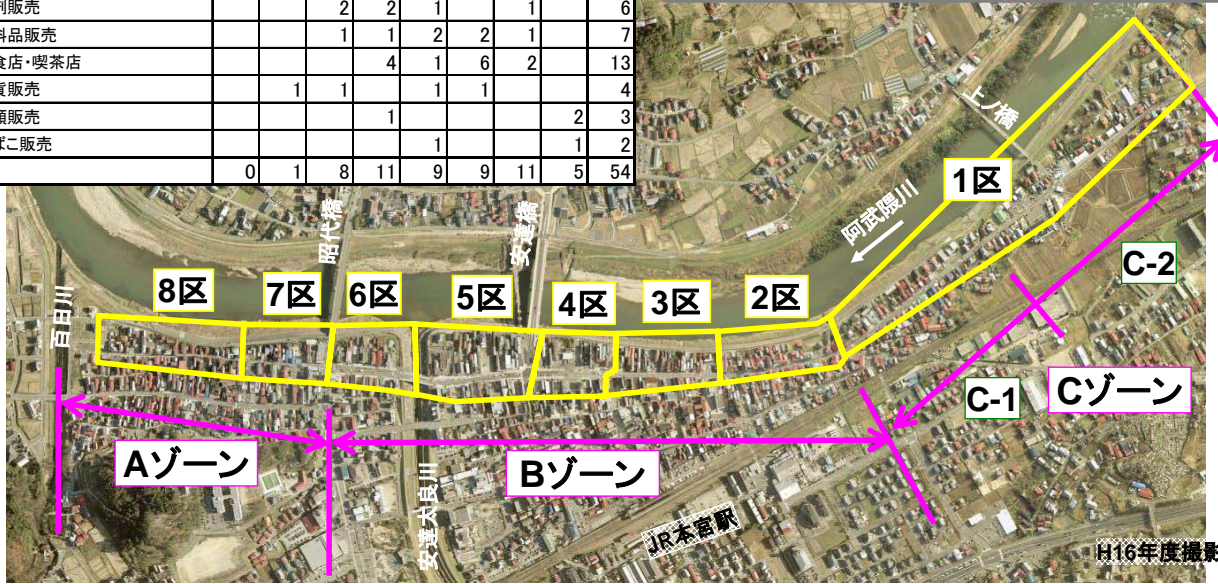 剤販売 2 2 1 1 6
料品販売 1 1 2 2 1 7
食店・喫茶店 4 1 6 2 13
貨販売 1 1 1 1 4
類販売 1 2 3
ばこ販売 1 1 2
0 1 8 11 9 9 11 5 54
上ノ橋
1区
阿武隈川
昭代橋
安達橋
C-2
8区
7区
6区
5区
4区
3区
2区
百日川
C-1
Cゾーン
Aゾーン
Bゾーン
安達太良川
JR本宮駅
H16年度撮影